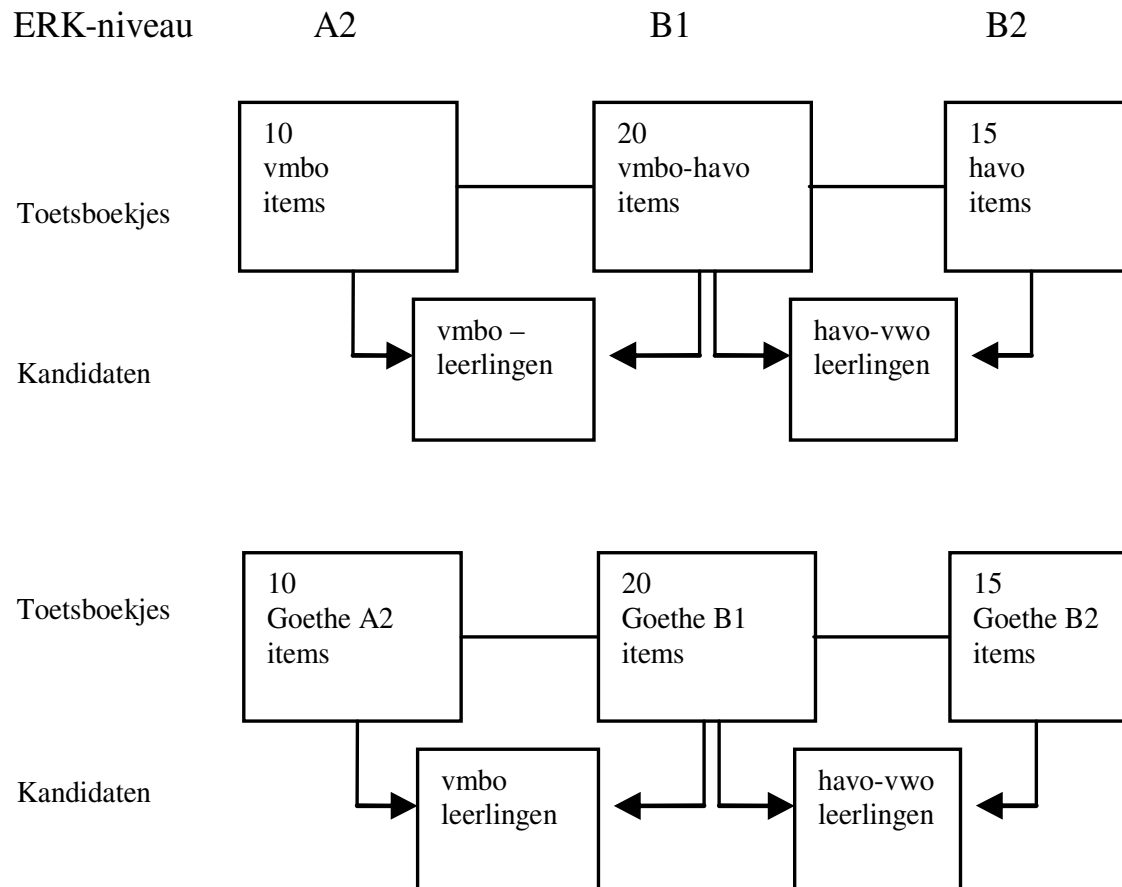 ERK-niveau A2 B1 B2
10
vmbo
items
20
vmbo-havo
items
15
havo
items
Toetsboekjes
vmbo –
leerlingen
havo-vwo
leerlingen
Kandidaten
10
Goethe A2
items
20
Goethe B1
items
15
Goethe B2
items
Toetsboekjes
vmbo
leerlingen
havo-vwo
leerlingen
Kandidaten